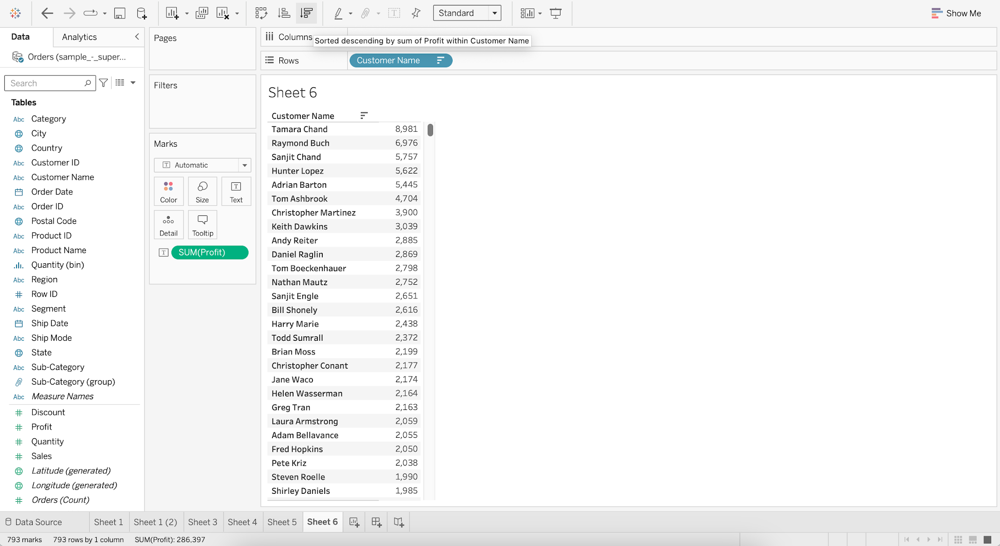 Standard
Show Me
Data
Analytics
Orders (sample_-_super...
Search
Tables
Abc Category
City
Country
Abc Customer ID
Abc Customer Name
Order Date
Abc Order ID
Postal Code
Abc Product ID
Abc Product Name
Quantity (bin)
Abc Region
# Row ID
Abc Segment
Ship Date
Abc Ship Mode
State
Abc Sub-Category
Sub-Category (group)
Abc Measure Names
# Discount
# Profit
# Quantity
# Sales
Latitude (generated)
Longitude (generated)
# Orders (Count)
Pages
Filters
Marks
T Automatic
Color
Size
T Text
Detail
Tooltip
T SUM(Profit)
Columns
Sorted descending by sum of Profit within Customer Name
Rows
Customer Name
Sheet 6
Customer Name
Tamara Chand 8,981
Raymond Buch 6,976
Sanjit Chand 5,757
Hunter Lopez 5,622
Adrian Barton 5,445
Tom Ashbrook 4,704
Christopher Martinez 3,900
Keith Dawkins 3,039
Andy Reiter 2,885
Daniel Raglin 2,869
Tom Boeckenhauer 2,798
Nathan Mautz 2,752
Sanjit Engle 2,651
Bill Shonely 2,616
Harry Marie 2,438
Todd Sumrall 2,372
Brian Moss 2,199
Christopher Conant 2,177
Jane Waco 2,174
Helen Wasserman 2,164
Greg Tran 2,163
Laura Armstrong 2,059
Adam Bellavance 2,055
Fred Hopkins 2,050
Pete Kriz 2,038
Steven Roelle 1,990
Shirley Daniels 1,985
Data Source
Sheet 1
Sheet 1 (2)
Sheet 3
Sheet 4
Sheet 5
Sheet 6
793 marks
793 rows by 1 column
SUM(Profit): 286,397